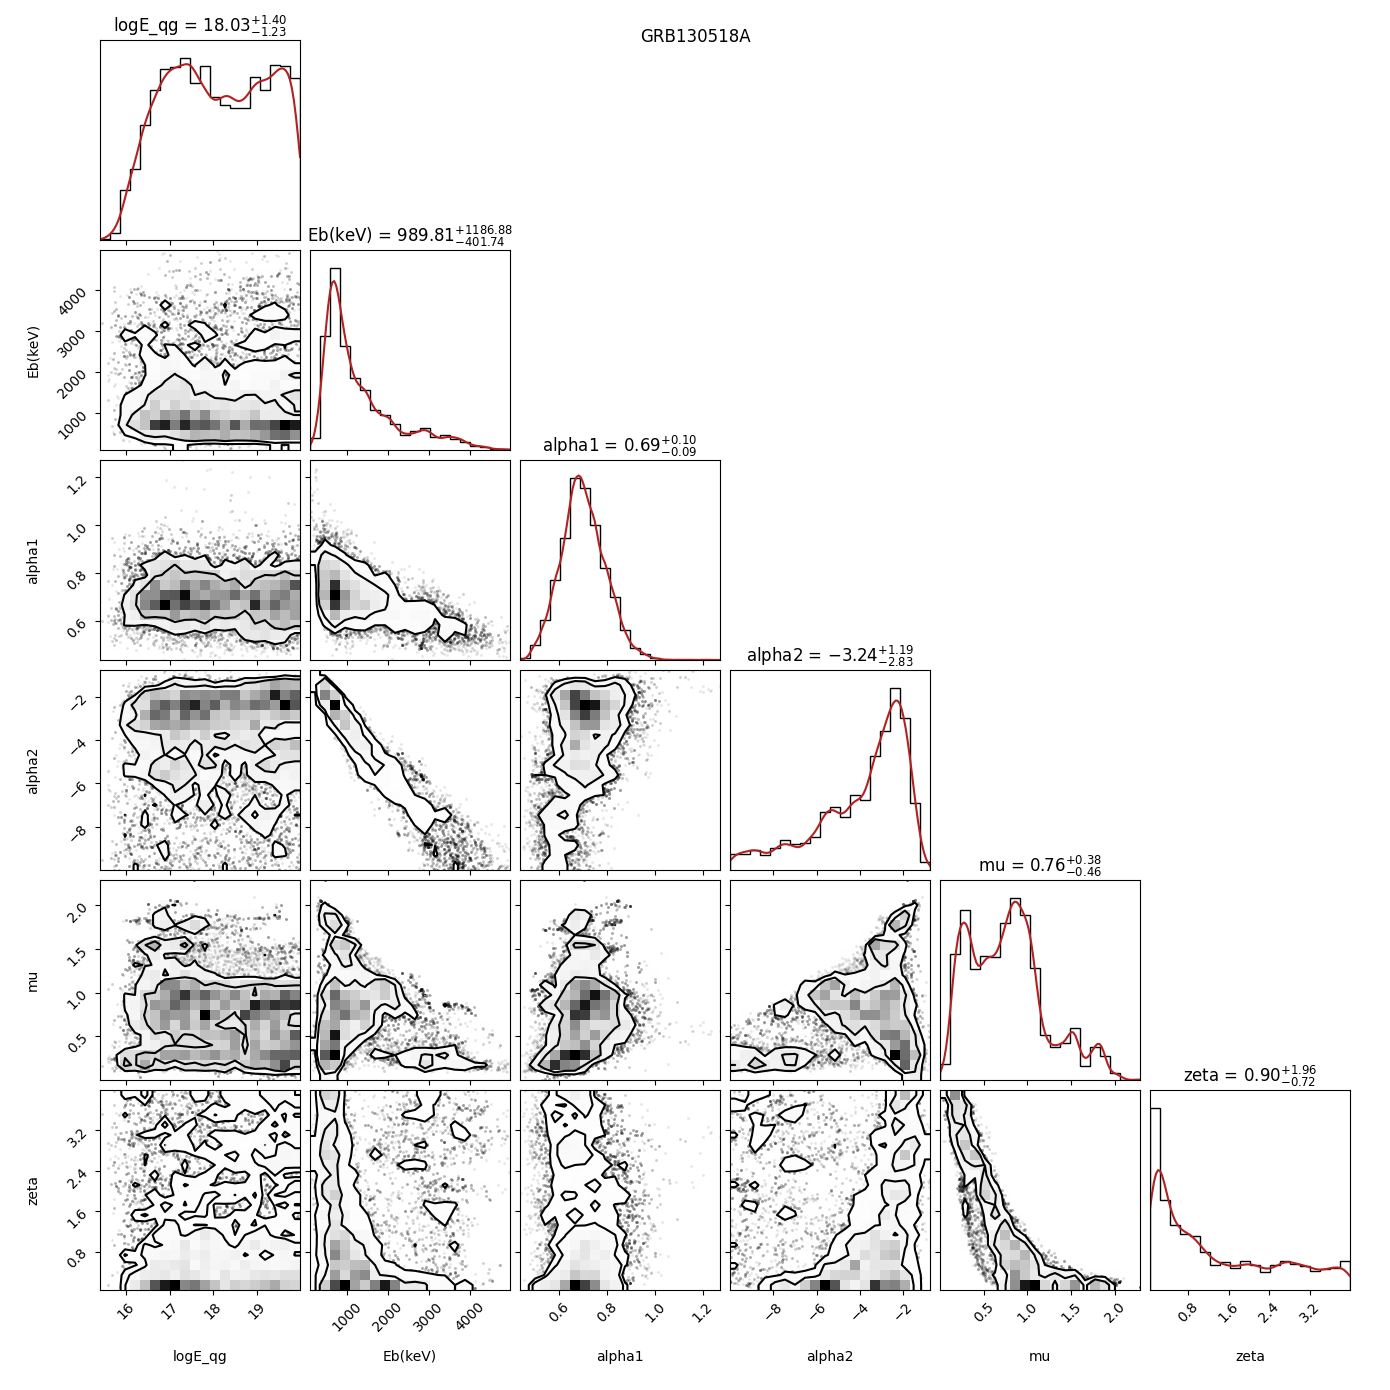 GRB130518A
logE_qg = 18.03+1.40−1.23
Eb(keV) = 989.81+1186.88−401.74
Eb(keV)
4000
3000
2000
1000
alpha1 = 0.69+0.10−0.09
alpha1
1.2
1.0
0.8
0.6
alpha2 = −3.24+1.19−2.83
alpha2
−2
−4
−6
−8
mu = 0.76+0.38−0.46
mu
2.0
1.5
1.0
0.5
zeta = 0.90+1.96−0.72
zeta
3.2
2.4
1.6
0.8
16 17 18 19
1000 2000 3000 4000
0.6 0.8 1.0 1.2
−8 −6 −4 −2
0.5 1.0 1.5 2.0
0.8 1.6 2.4 3.2
logE_qg Eb(keV) alpha1 alpha2 mu zeta